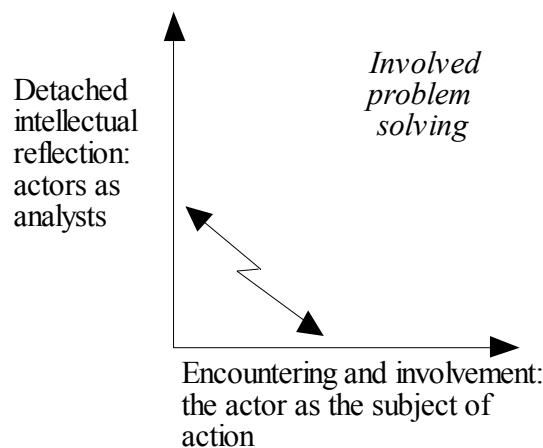 Detached
intellectual
reflection:
actors as
analysts
Involved
problem
solving
Encountering and involvement:
the actor as the subject of
action